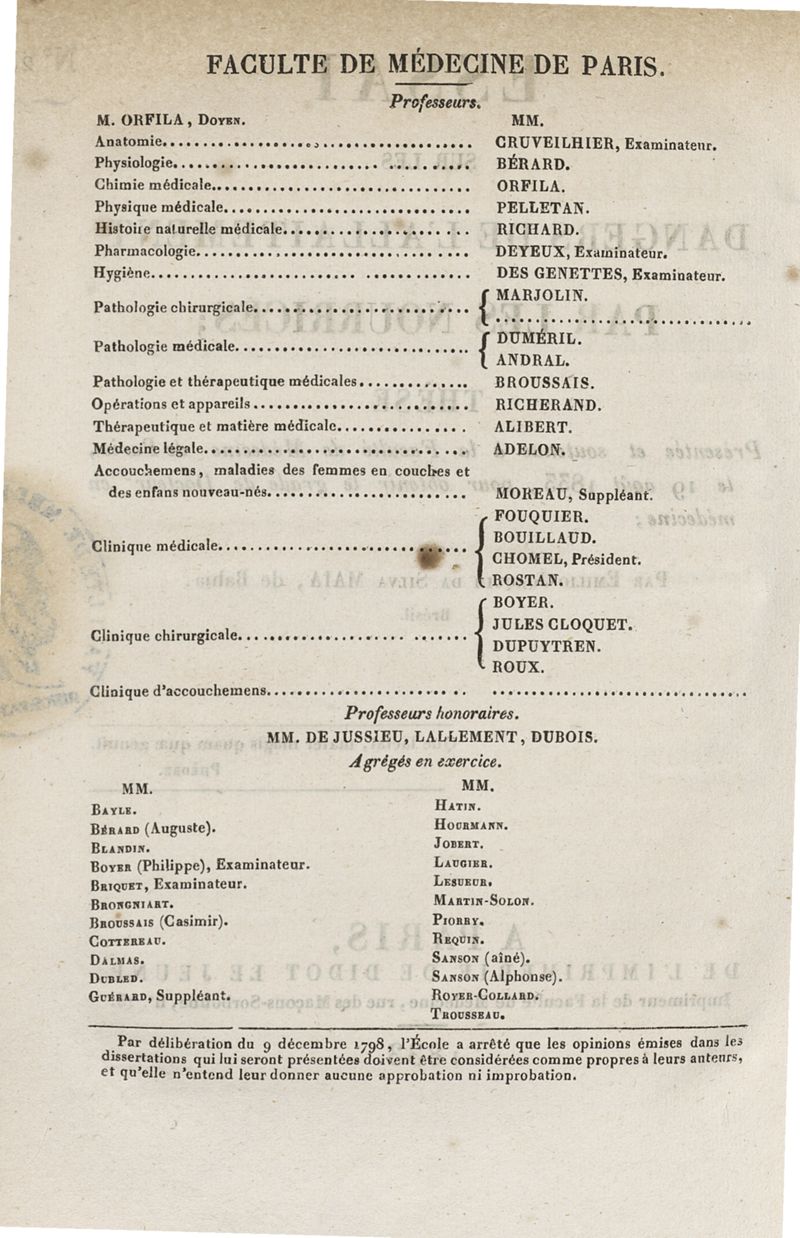 FACULTE DE MÉDECINE DE PARIS.
Professeurs.
M. ORFILA, DOYEN. MM.
Anatomie........................................ CRUVEILHIER, Examinateur.
Physiologie........................................ BÉRARD.
Chimie médicale................................ ORFILA.
Physique médicale............................... PELLETAN.
Histoire naturelle médicale...................... RICHARD.
Pharmacologie.................................. DEYEUX, Examinateur.
Hygiène........................................ DES GENETTES, Examinateur.
Pathologie chirurgicale........................... { MARJOLIN.
........................................
Pathologie médicale............................. { DUMÉRIL.
ANDRAL.
Pathologie et thérapeutique médicales.............. BROUSSAIS.
Opérations et appareils........................... RICHERAND.
Thérapeutique et matière médicale................ ALIBERT.
Médecine légale................................. ADELON.
Accouchemens, maladies des femmes en couches et
des enfans nouveau-nés......................... MOREAU, Suppléant.
Clinique médicale............................... { FOUQUIER.
BOUILLAUD.
CHOMEL, Président.
ROSTAN.
Clinique chirurgicale............................. { BOYER.
JULES CLOQUET.
DUPUYTREN.
ROUX.
Clinique d'accouchemens......................... ........................................
Professeurs honoraires.
MM. DE JUSSIEU, LALLEMENT, DUBOIS.
Agrégés en exercice.
MM.
BAYLE.
BÉRARD (Auguste).
BLANDIN.
BOYER (Philippe), Examinateur.
BRIQUET, Examinateur.
BRONGNIART.
BROUSSAIS (Casimir).
COTTEREAU.
DALMAS.
DUBLED.
GUÉRARD, Suppléant.
MM.
HATIN.
HOURMANN.
JOBERT.
LAUGIER.
LESUEUR.
MARTIN-SOLON.
PIORRY.
REQUIN.
SANSON (aîné).
SANSON (Alphonse).
ROYER-COLLARD.
TROUSSEAU.
Par délibération du 9 décembre 1798, l'École a arrêté que les opinions émises dans les
dissertations qui lui seront présentées doivent être considérées comme propres à leurs auteurs,
et qu'elle n'entend leur donner aucune approbation ni improbation.